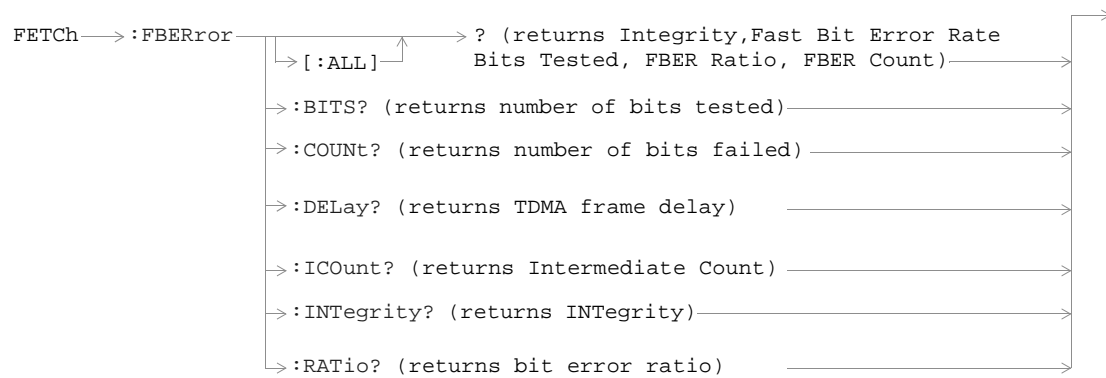 FETCh :FBERror ? (returns Integrity,Fast Bit Error Rate
[:ALL] Bits Tested, FBER Ratio, FBER Count)
:BITS? (returns number of bits tested)
:COUNt? (returns number of bits failed)
:DELay? (returns TDMA frame delay)
:ICOunt? (returns Intermediate Count)
:INTegrity? (returns INTegrity)
:RATio? (returns bit error ratio)